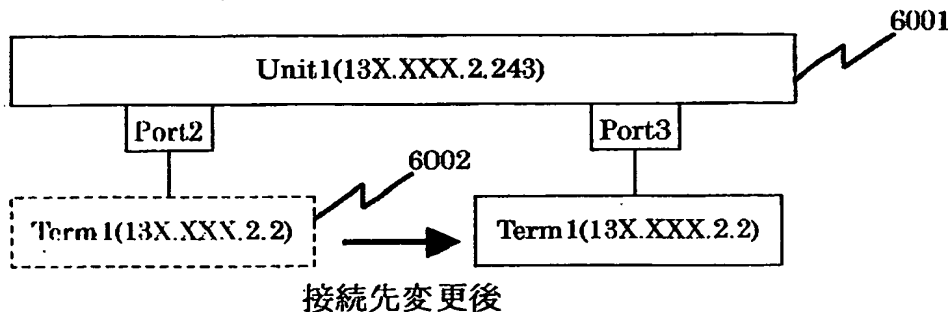 6001
Unit1(13X.XXX.2.243)
Port2
Port3
6002
Term1(13X.XXX.2.2)
Term1(13X.XXX.2.2)
接続先変更後